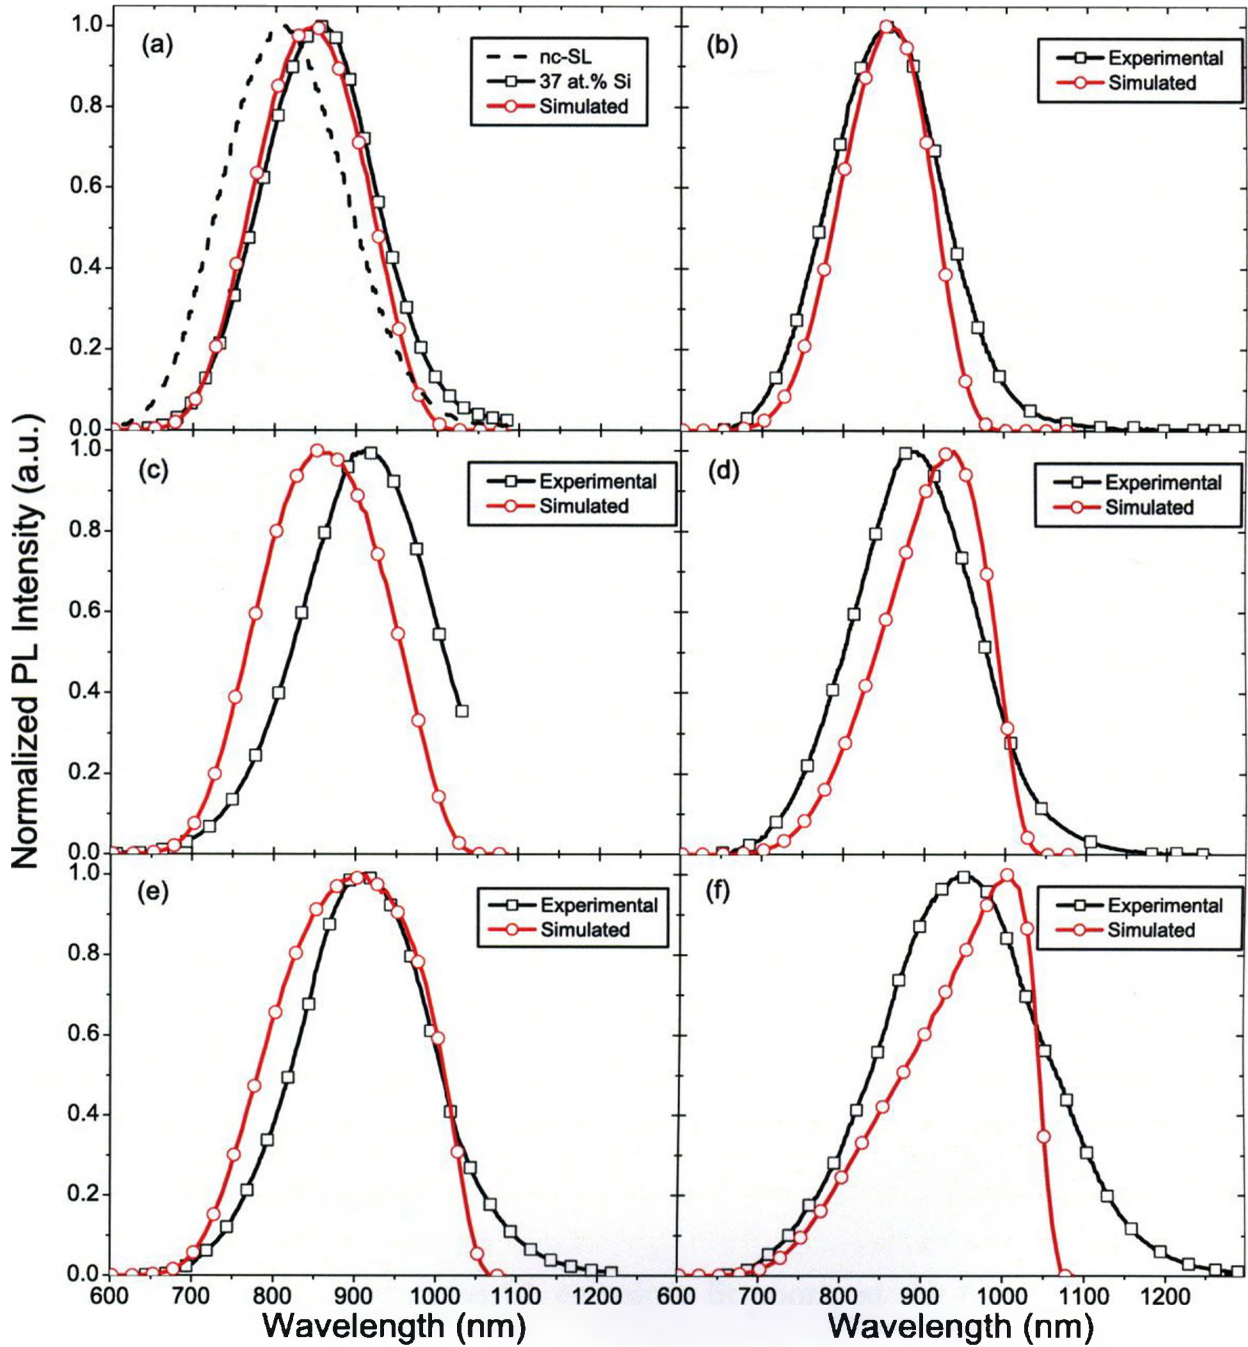 (a)
nc-SL
37 at.% Si
Simulated
(b)
Experimental
Simulated
1.0
0.8
0.6
0.4
0.2
0.0
(c)
Experimental
Simulated
(d)
Experimental
Simulated
1.0
0.8
0.6
0.4
0.2
0.0
(e)
Experimental
Simulated
(f)
Experimental
Simulated
1.0
0.8
0.6
0.4
0.2
0.0
Normalized PL Intensity (a.u.)
600 700 800 900 1000 1100 1200
600 700 800 900 1000 1100 1200
Wavelength (nm)
Wavelength (nm)